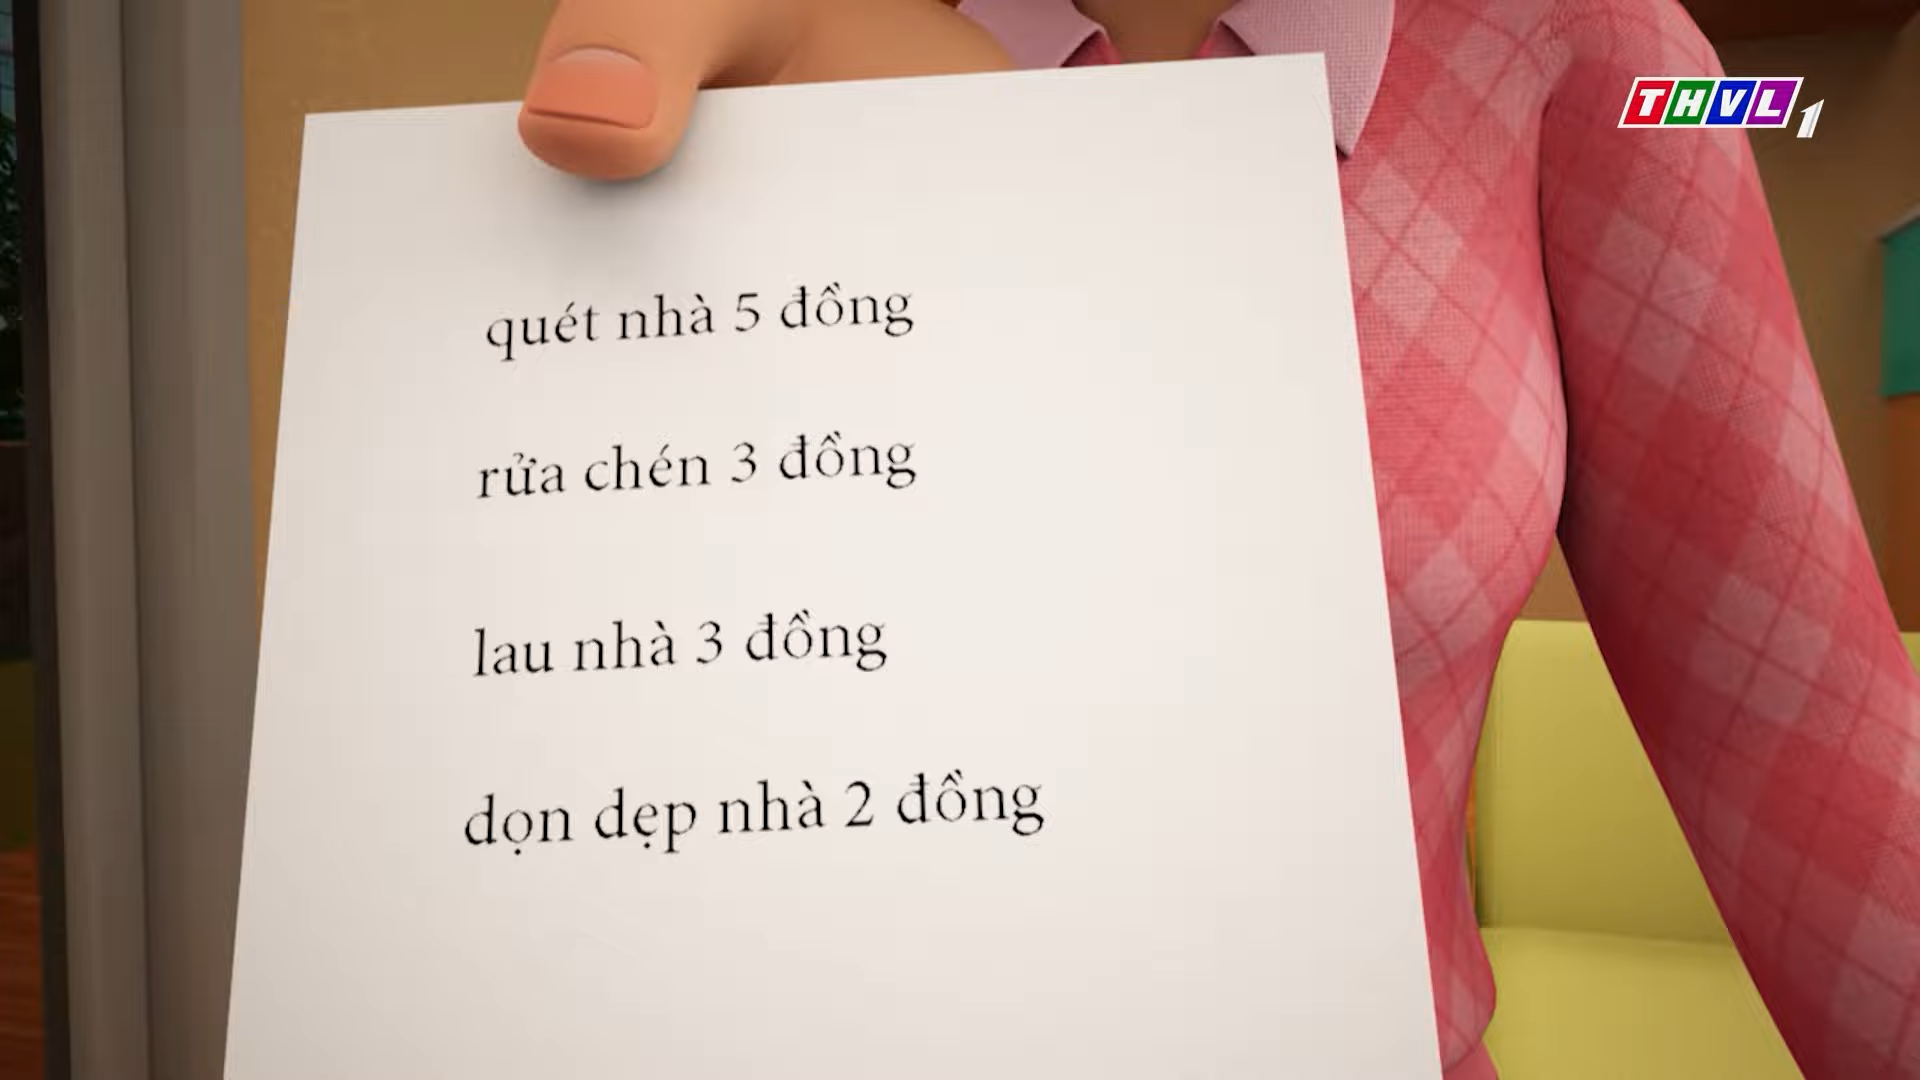 THVL1
quét nhà 5 đồng
rửa chén 3 đồng
lau nhà 3 đồng
dọn dẹp nhà 2 đồng